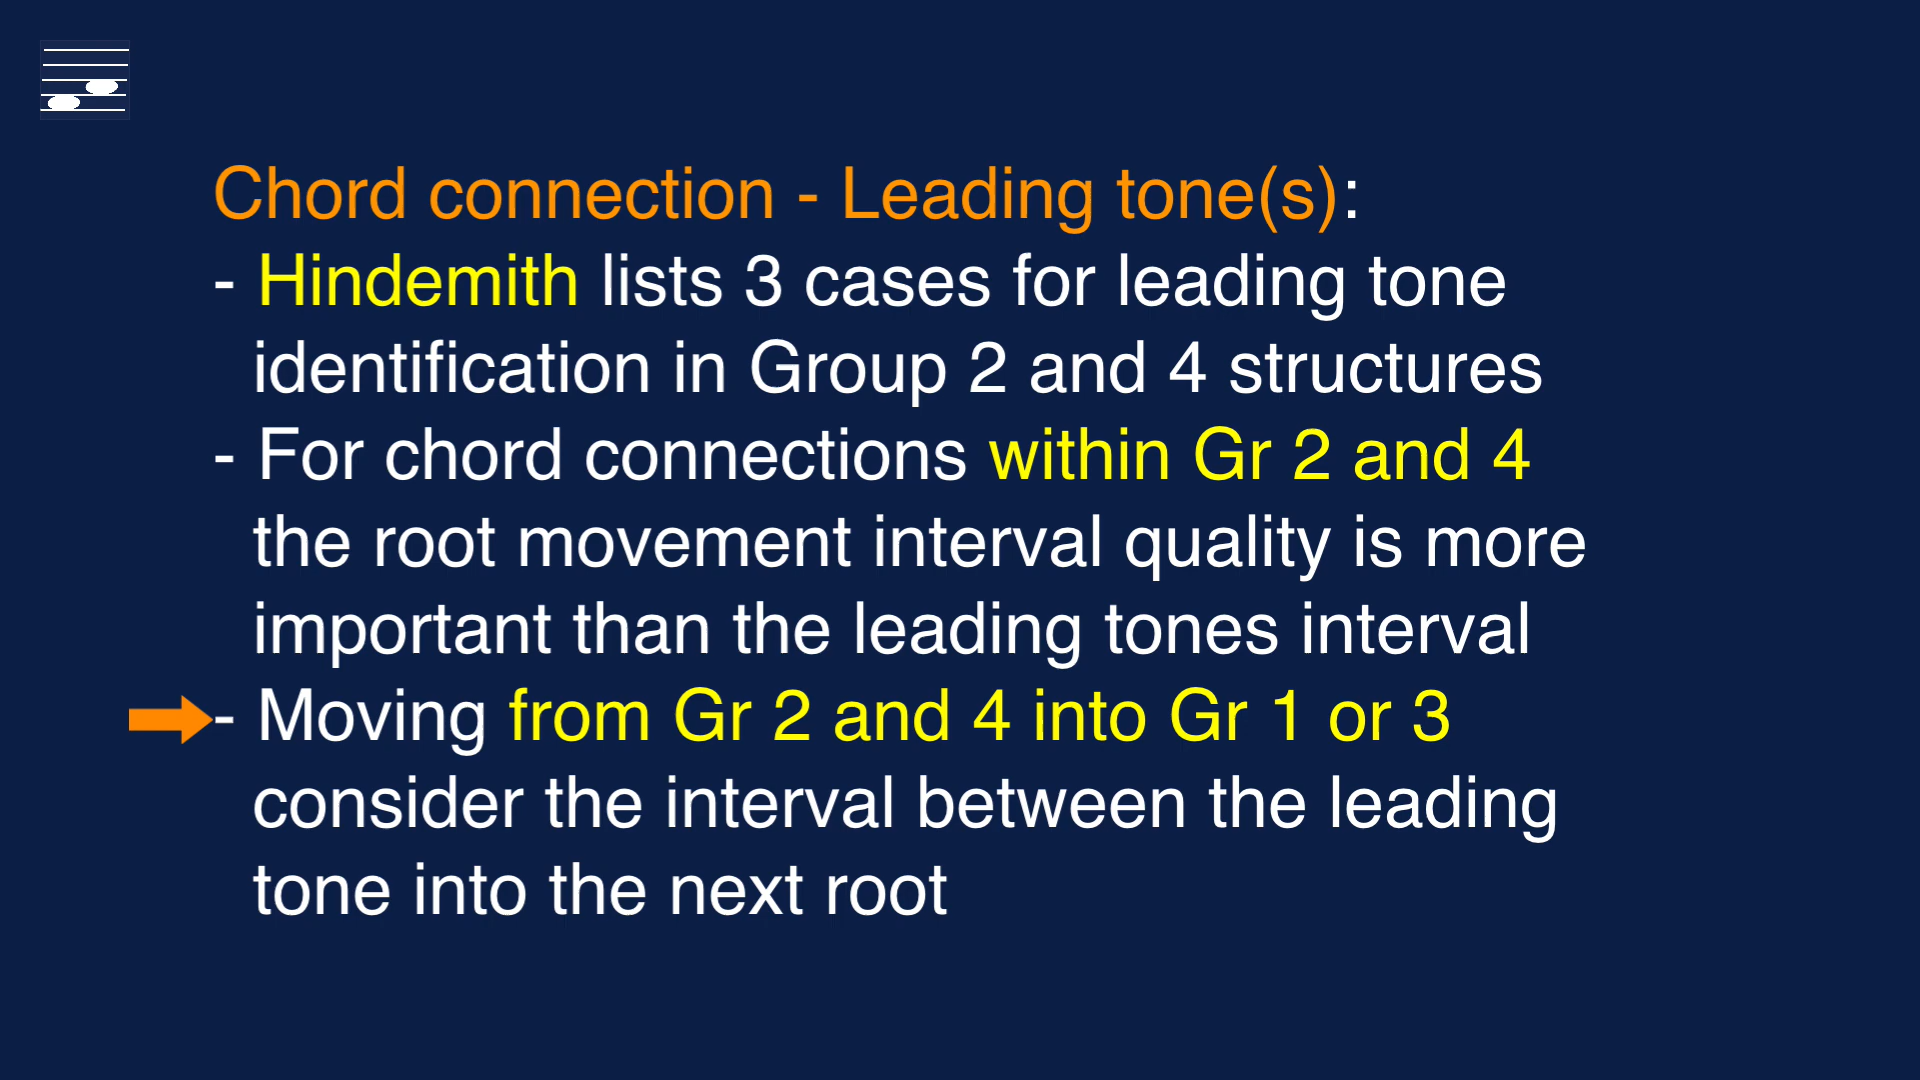 Chord connection - Leading tone(s):
- Hindemith lists 3 cases for leading tone
identification in Group 2 and 4 structures
- For chord connections within Gr 2 and 4
the root movement interval quality is more
important than the leading tones interval
- Moving from Gr 2 and 4 into Gr 1 or 3
consider the interval between the leading
tone into the next root